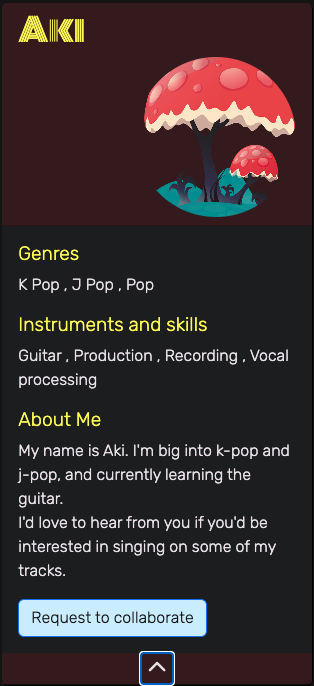 Aki
Genres
K Pop , J Pop , Pop
Instruments and skills
Guitar , Production , Recording , Vocal
processing
About Me
My name is Aki. I'm big into k-pop and
j-pop, and currently learning the
guitar.
I'd love to hear from you if you'd be
interested in singing on some of my
tracks.
Request to collaborate